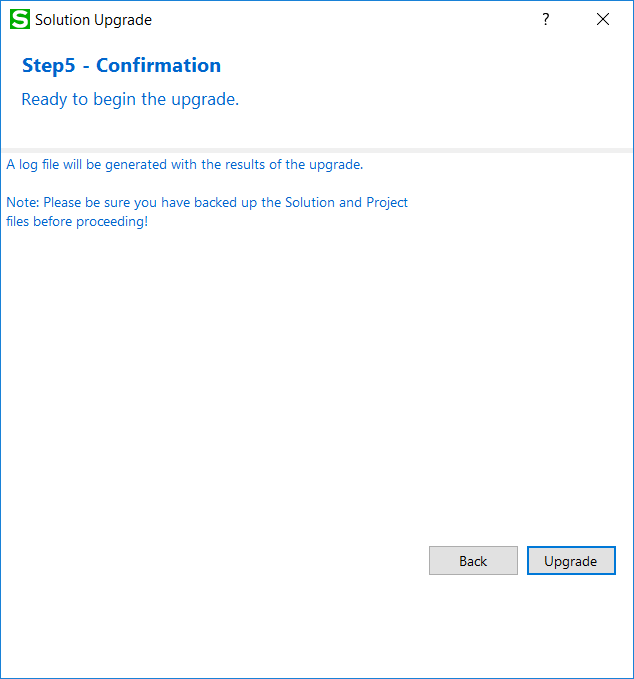 S Solution Upgrade ?
Step5 - Confirmation
Ready to begin the upgrade.
A log file will be generated with the results of the upgrade.
Note: Please be sure you have backed up the Solution and Project
files before proceeding!
Back Upgrade